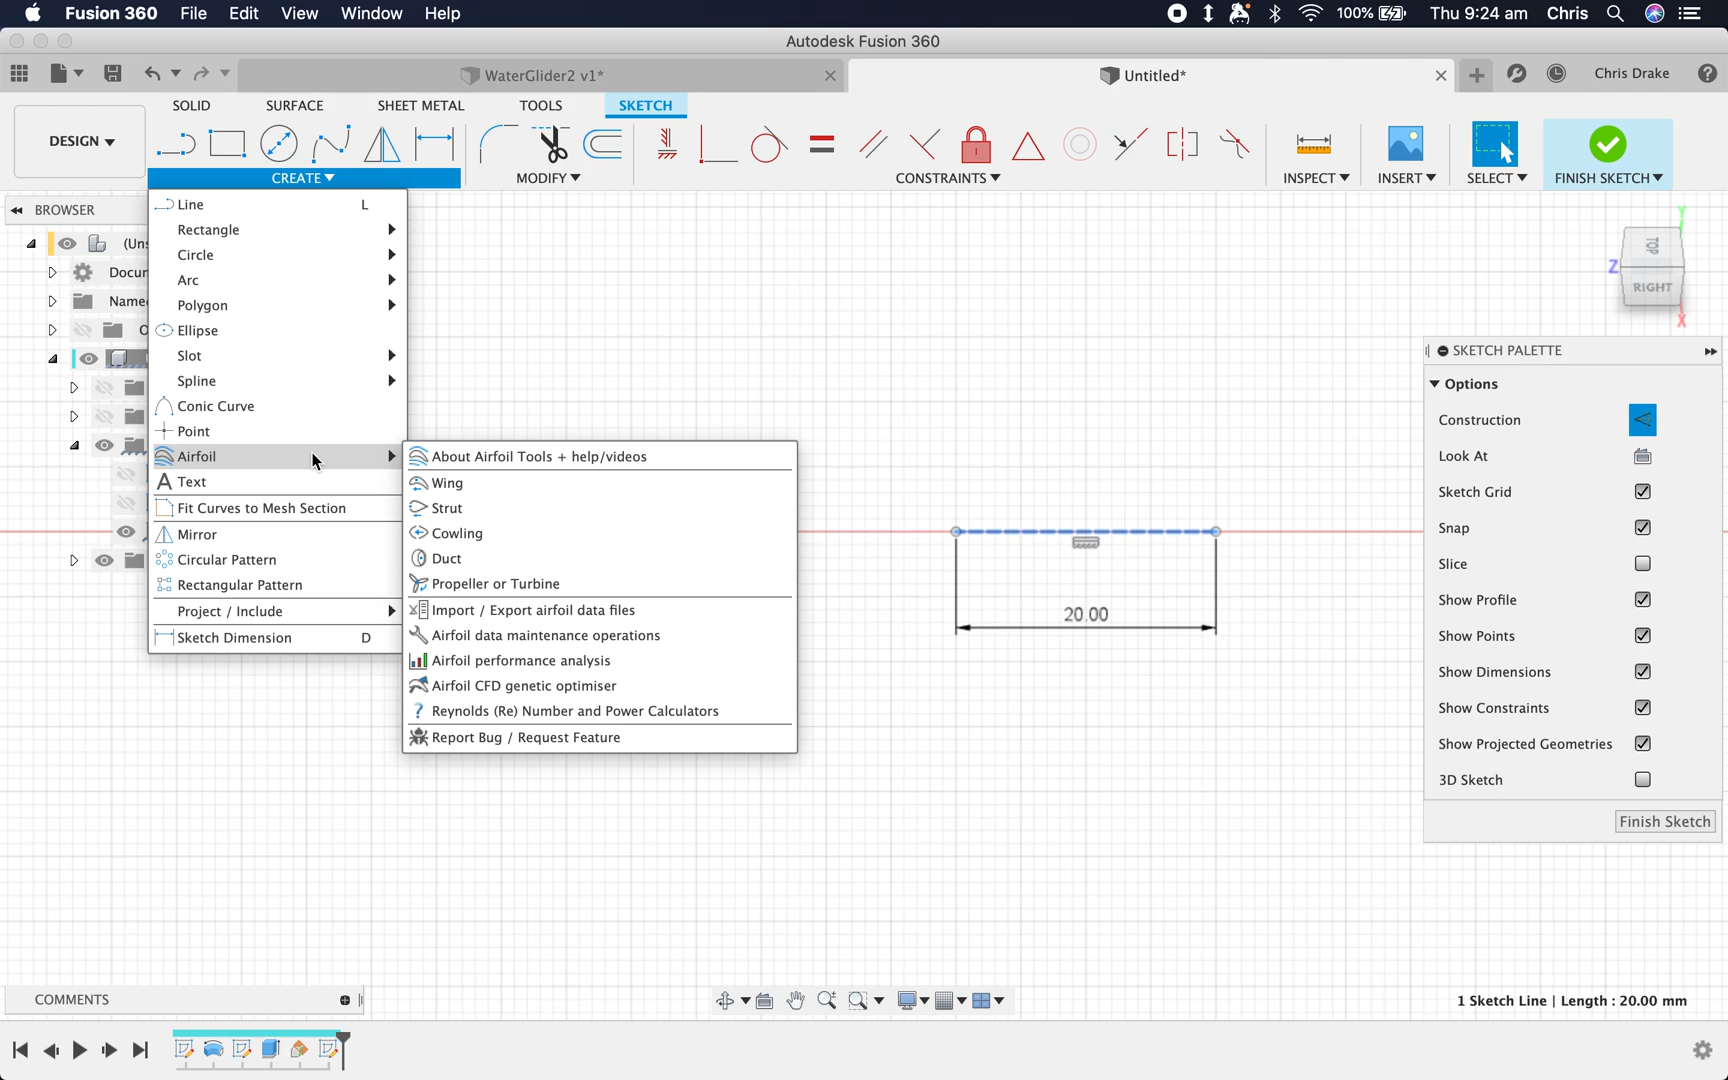 Fusion 360 File Edit View Window Help 100% Thu 9:24 am Chris
Autodesk Fusion 360
WaterGlider2 v1* Untitled* Chris Drake
SOLID SURFACE SHEET METAL TOOLS SKETCH
DESIGN
CREATE MODIFY CONSTRAINTS INSPECT INSERT SELECT FINISH SKETCH
BROWSER
(Uns
Docur
Name
O
Line L
Rectangle
Circle
Arc
Polygon
Ellipse
Slot
Spline
Conic Curve
Point
Airfoil
Text
Fit Curves to Mesh Section
Mirror
Circular Pattern
Rectangular Pattern
Project / Include
Sketch Dimension D
About Airfoil Tools + help/videos
Wing
Strut
Cowling
Duct
Propeller or Turbine
Import / Export airfoil data files
Airfoil data maintenance operations
Airfoil performance analysis
Airfoil CFD genetic optimiser
Reynolds (Re) Number and Power Calculators
Report Bug / Request Feature
20.00
Y
TOP
Z
RIGHT
X
SKETCH PALETTE
Options
Construction
Look At
Sketch Grid
Snap
Slice
Show Profile
Show Points
Show Dimensions
Show Constraints
Show Projected Geometries
3D Sketch
Finish Sketch
COMMENTS
1 Sketch Line | Length : 20.00 mm